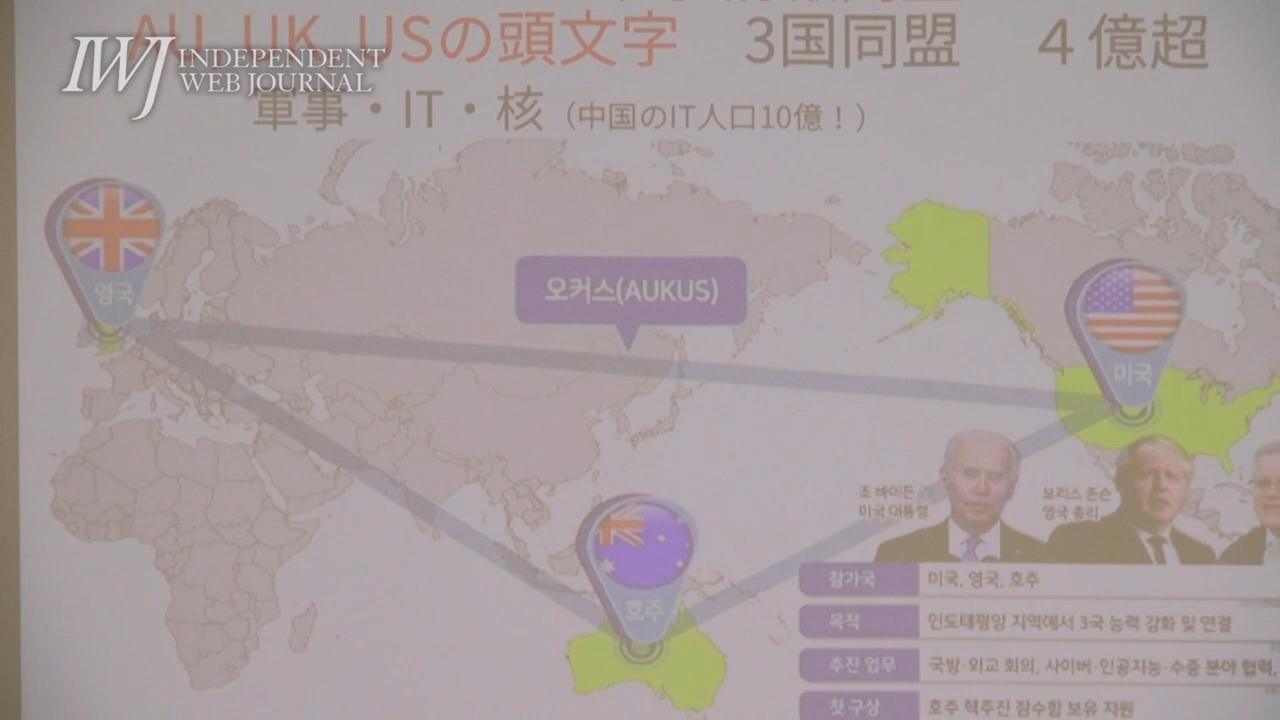 IWJ INDEPENDENT
WEB JOURNAL
AU, UK, USの頭文字 3国同盟 4億超
軍事・IT・核（中国のIT人口10億！）
영국
오커스(AUKUS)
미국
호주
조 바이든
미국 대통령
보리스 존슨
영국 총리
참가국 미국, 영국, 호주
목적 인도태평양 지역에서 3국 능력 강화 및 연결
추진 업무 국방·외교 회의, 사이버·인공지능·수중 분야 협력,
첫 구상 호주 핵추진 잠수함 보유 지원